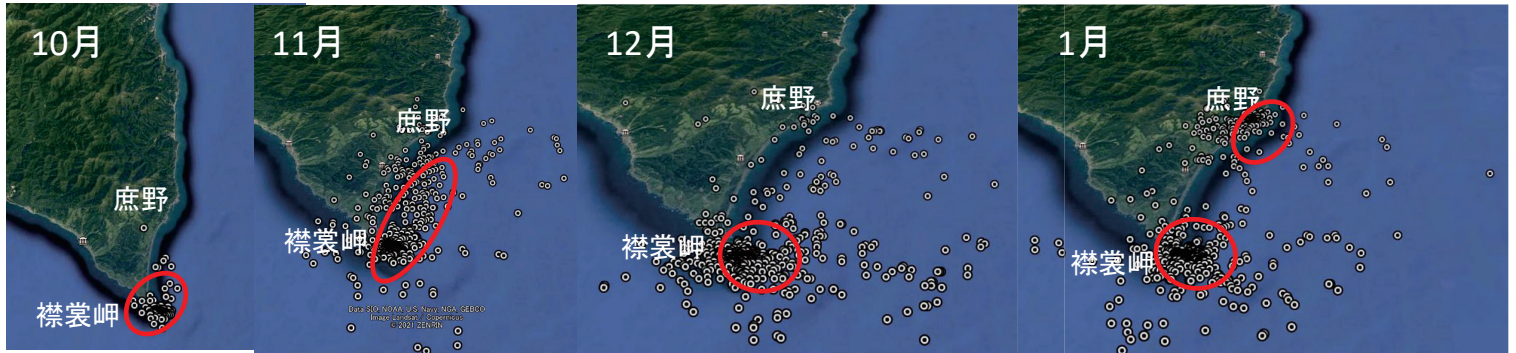 10月
庶野
襟裳岬
11月
庶野
襟裳岬
Data SIO, NOAA, U.S. Navy, NGA, GEBCO
Image Landsat / Copernicus
©2021 ZENRIN
12月
庶野
襟裳岬
1月
庶野
襟裳岬